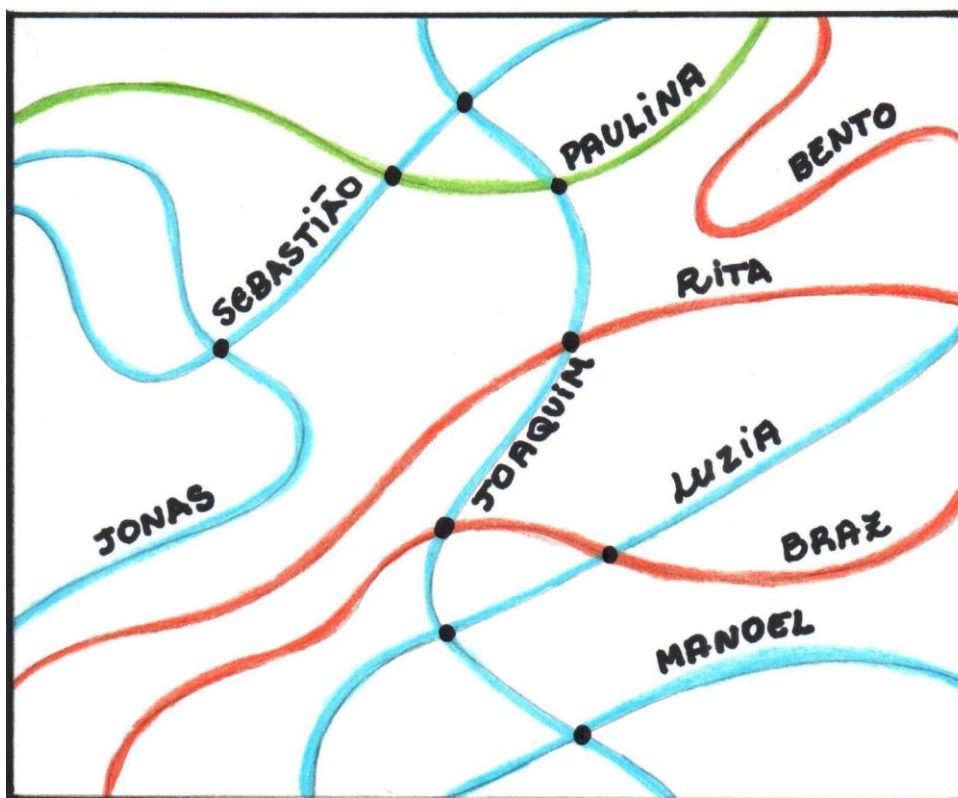 PAULINA
BENTO
SEBASTIÃO
RITA
JOAQUIM
LUZIA
JONAS
BRAZ
MANOEL